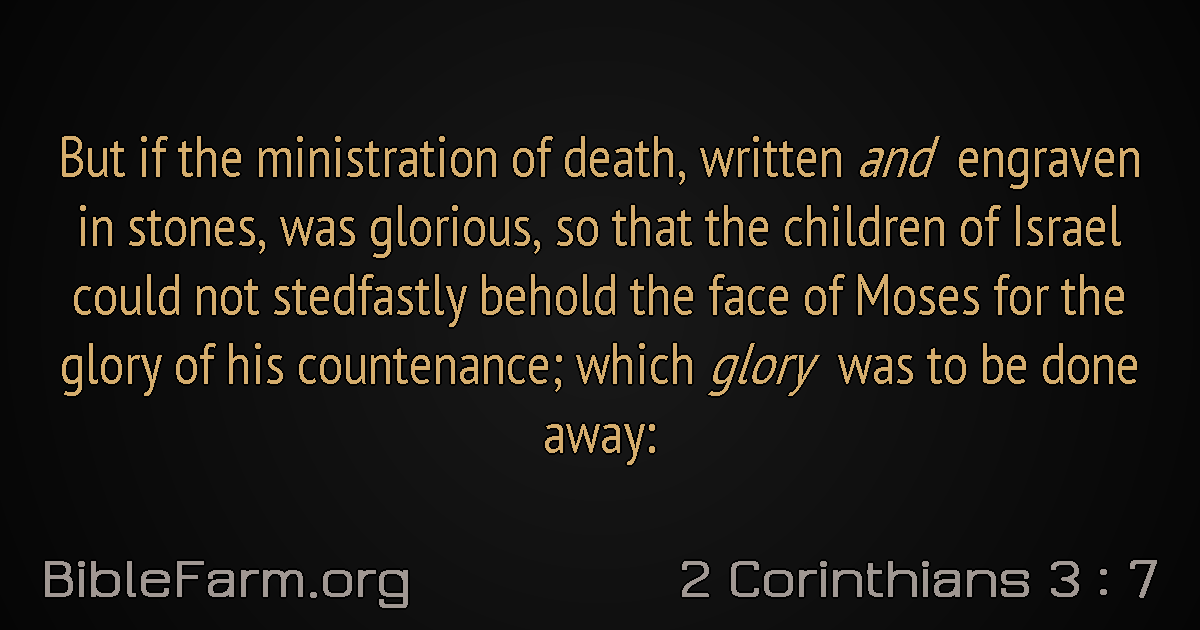 But if the ministration of death, written and engraven
in stones, was glorious, so that the children of Israel
could not stedfastly behold the face of Moses for the
glory of his countenance; which glory was to be done
away:
BibleFarm.org
2 Corinthians 3 : 7